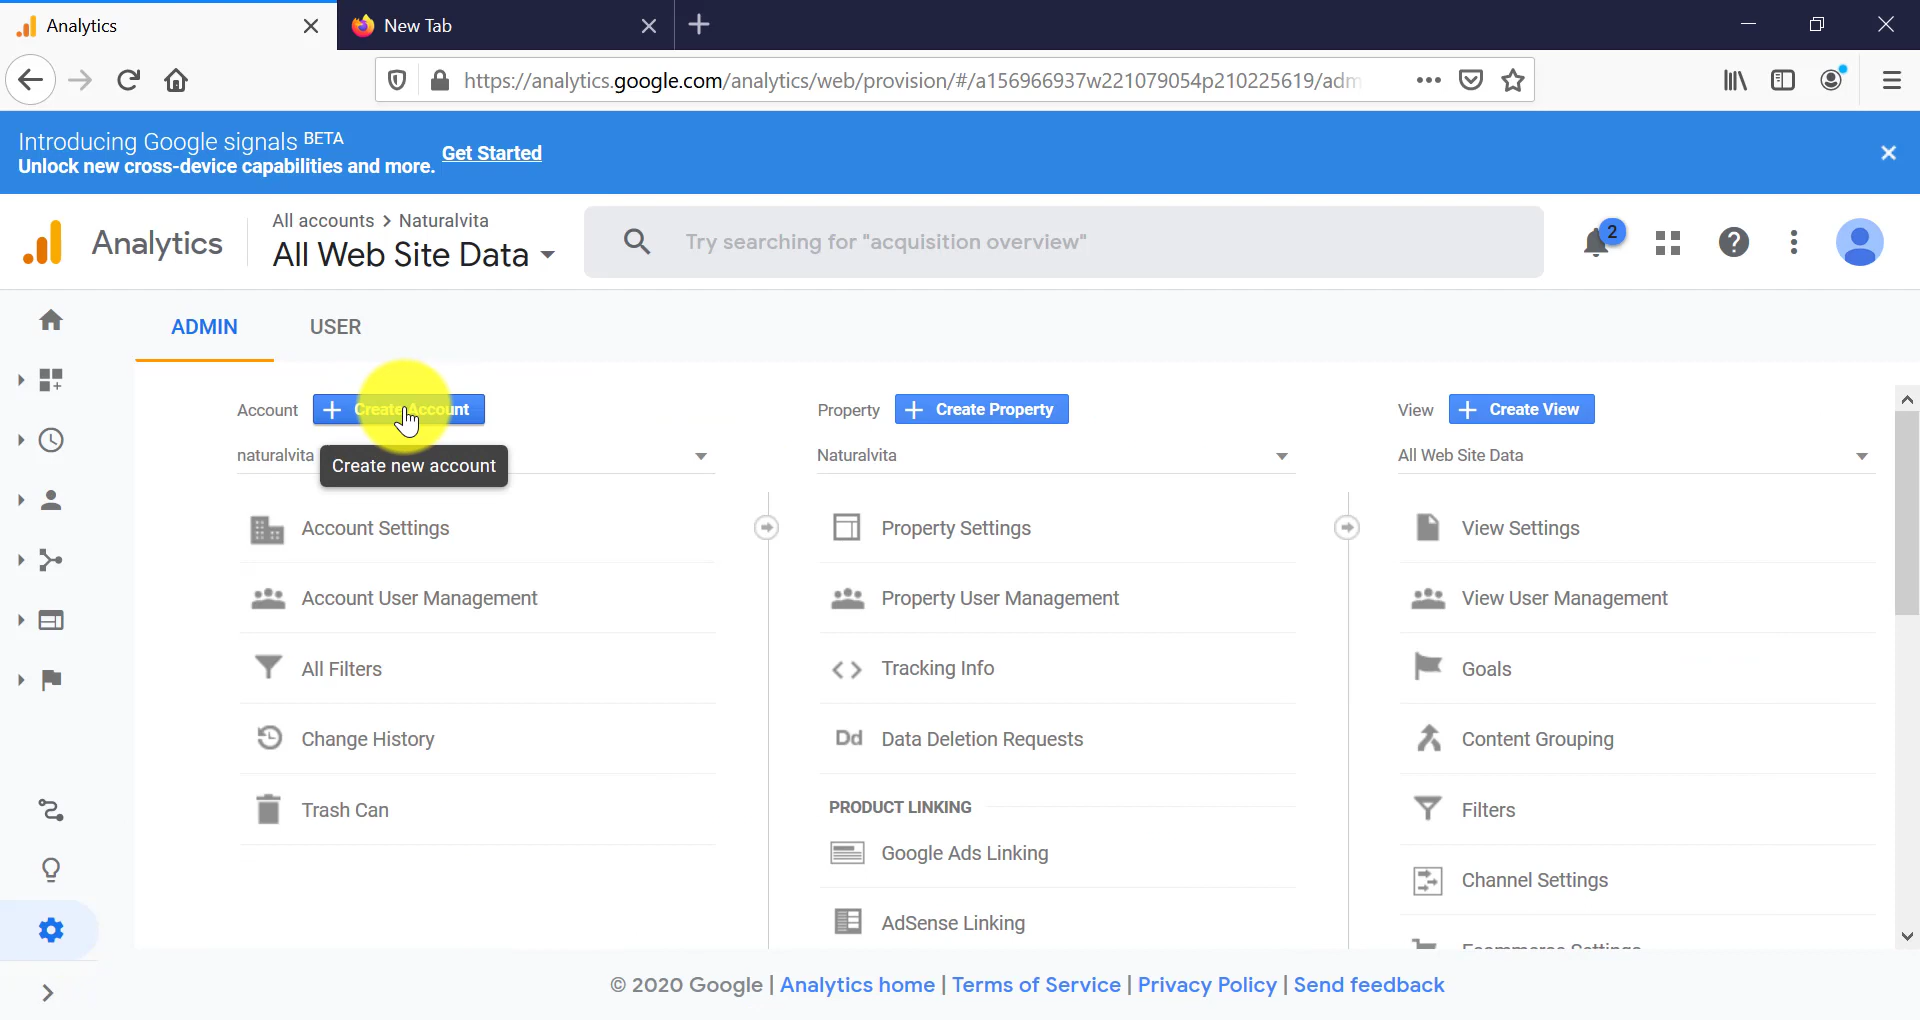 Analytics
New Tab
https://analytics.google.com/analytics/web/provision/#/a156966937w221079054p210225619/adm
Introducing Google signals BETA
Unlock new cross-device capabilities and more.
Get Started
Analytics
All accounts > Naturalvita
All Web Site Data
Try searching for "acquisition overview"
2
ADMIN
USER
Account
Create Account
Property
Create Property
View
Create View
naturalvita
Create new account
Naturalvita
All Web Site Data
Account Settings
Property Settings
View Settings
Account User Management
Property User Management
View User Management
All Filters
Tracking Info
Goals
Change History
Dd Data Deletion Requests
Content Grouping
Trash Can
PRODUCT LINKING
Filters
Google Ads Linking
Channel Settings
AdSense Linking
Ecommerce Settings
© 2020 Google | Analytics home | Terms of Service | Privacy Policy | Send feedback